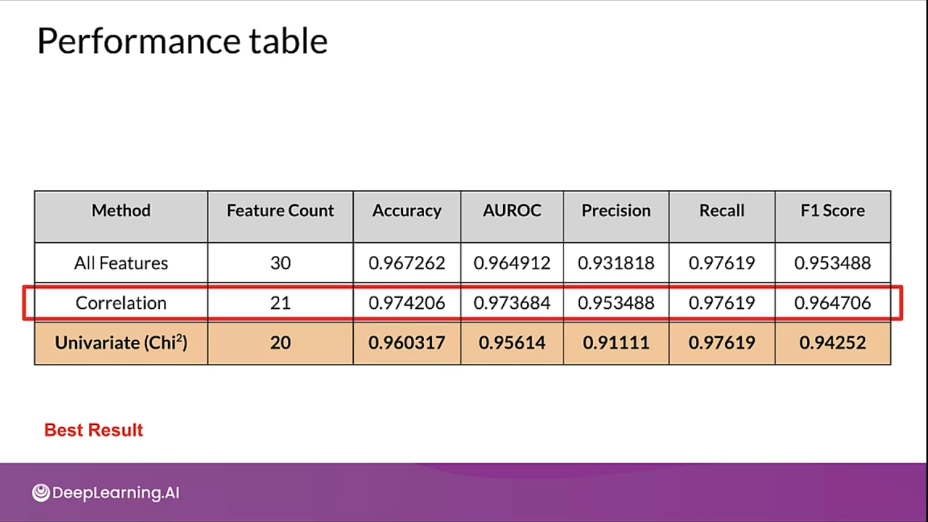 Performance table
Method Feature Count Accuracy AUROC Precision Recall F1 Score
All Features 30 0.967262 0.964912 0.931818 0.97619 0.953488
Correlation 21 0.974206 0.973684 0.953488 0.97619 0.964706
Univariate (Chi²) 20 0.960317 0.95614 0.91111 0.97619 0.94252
Best Result
DeepLearning.AI